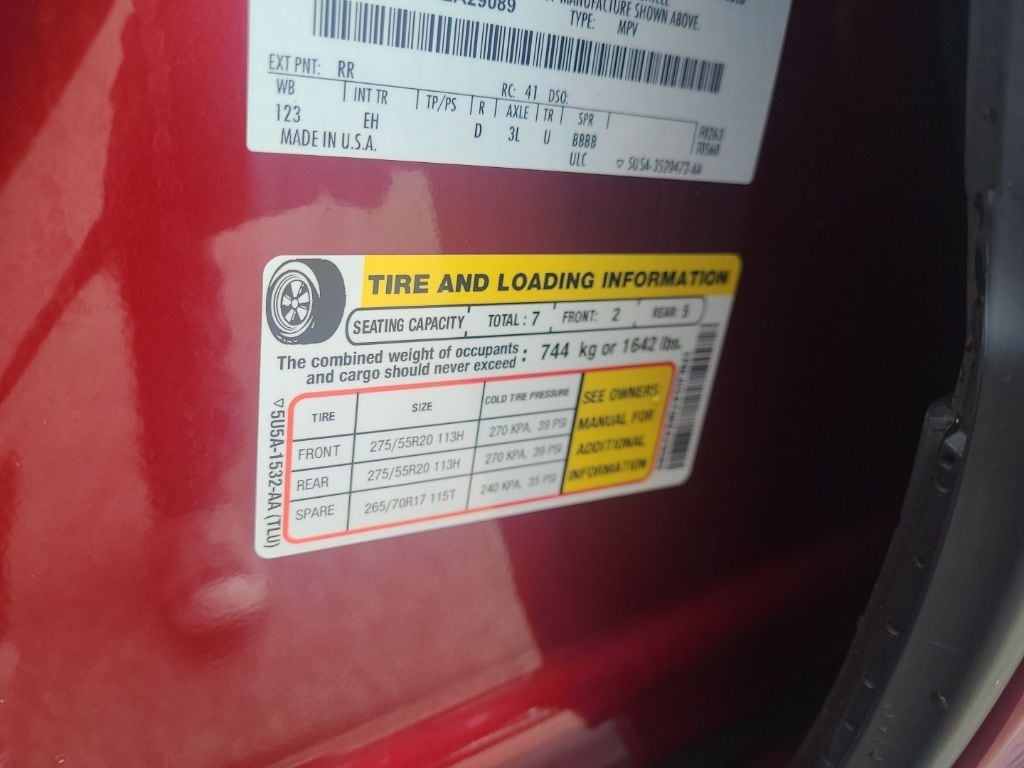 A29089
MANUFACTURE SHOWN ABOVE.
TYPE: MPV
EXT PNT: RR
RC: 41 DSO:
WB INT TR TP/PS R AXLE TR SPR
123 EH D 3L U BBBB
MADE IN U.S.A.
ULC ▽5U5A-3520472-AA
TIRE AND LOADING INFORMATION
SEATING CAPACITY TOTAL: 7 FRONT: 2 REAR: 5
The combined weight of occupants
and cargo should never exceed : 744 kg or 1642 lbs.
TIRE SIZE COLD TIRE PRESSURE
FRONT 275/55R20 113H 270 KPA, 39 PSI
REAR 275/55R20 113H 270 KPA, 39 PSI
SPARE 265/70R17 115T 240 KPA, 35 PSI
SEE OWNERS
MANUAL FOR
ADDITIONAL
INFORMATION
▽5U5A-1532-AA (TLU)